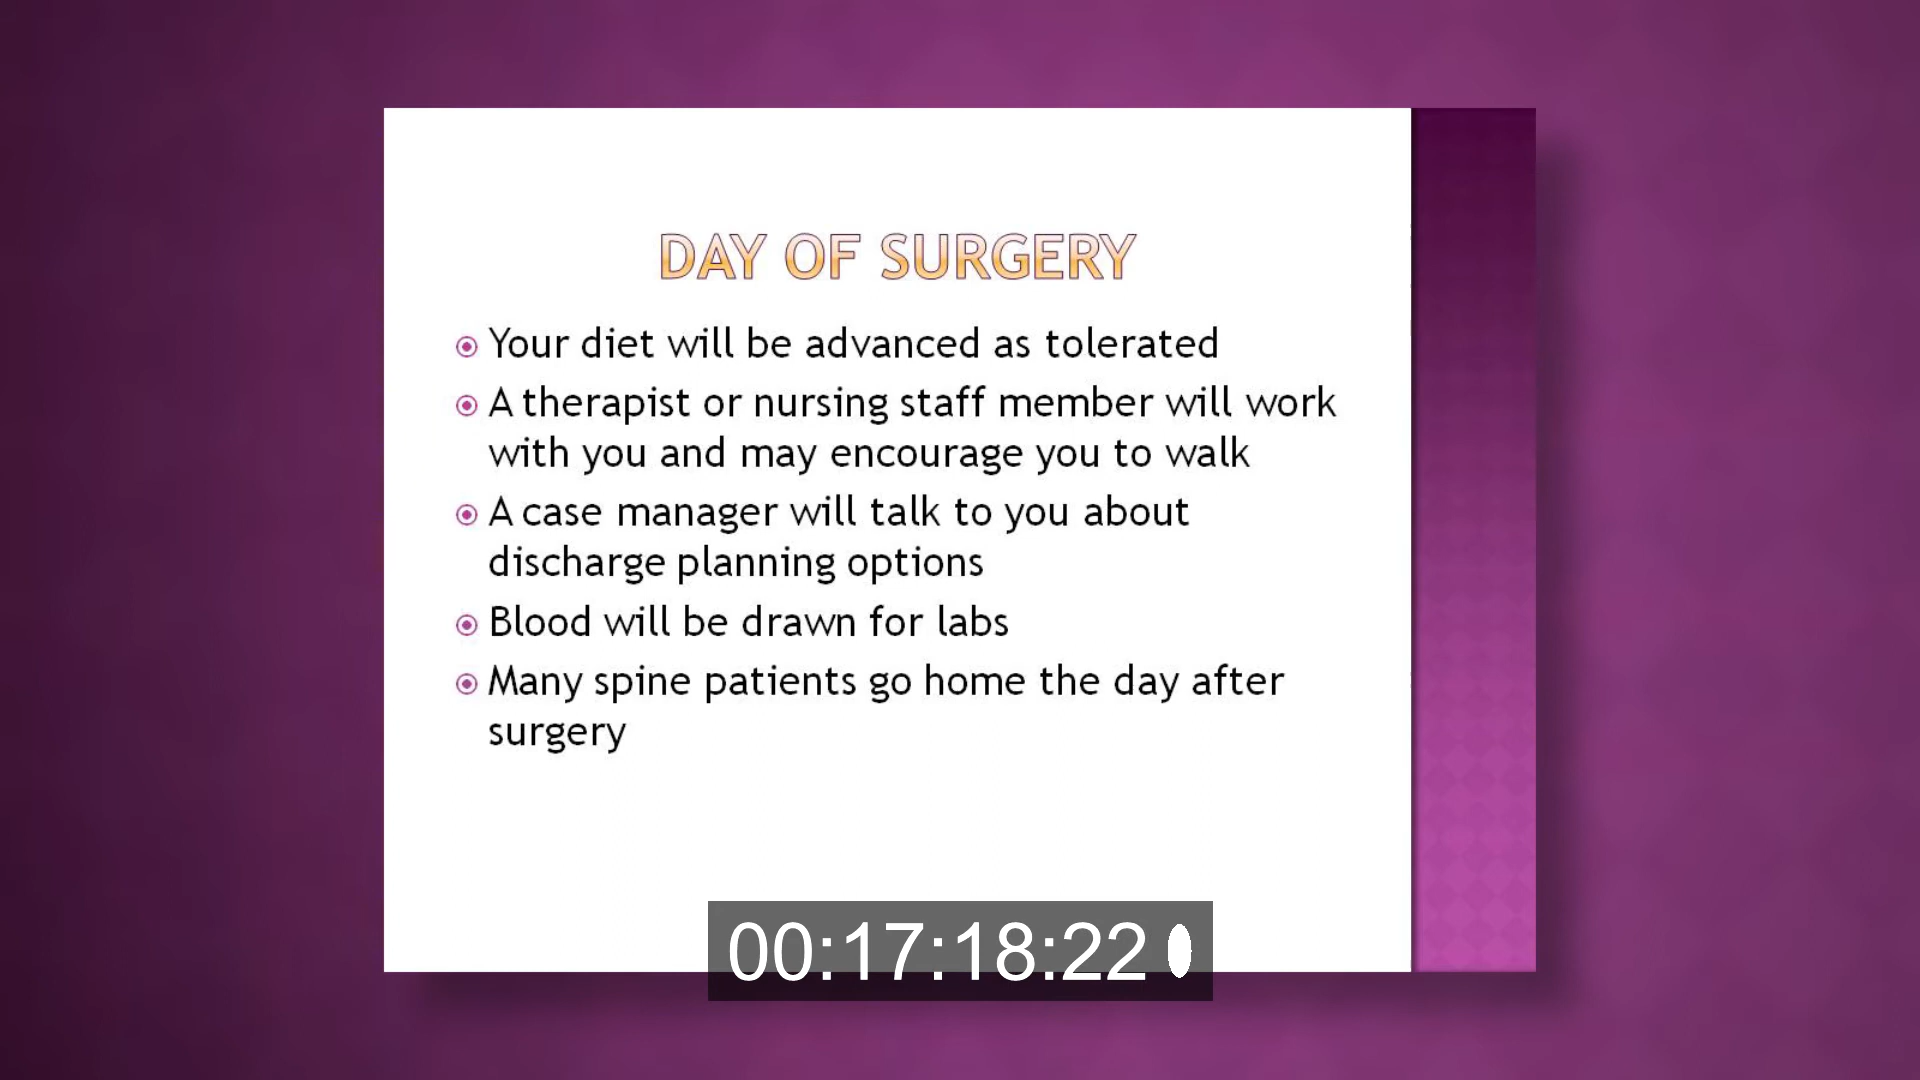 DAY OF SURGERY
Your diet will be advanced as tolerated
A therapist or nursing staff member will work
with you and may encourage you to walk
A case manager will talk to you about
discharge planning options
Blood will be drawn for labs
Many spine patients go home the day after
surgery
00:17:18:22